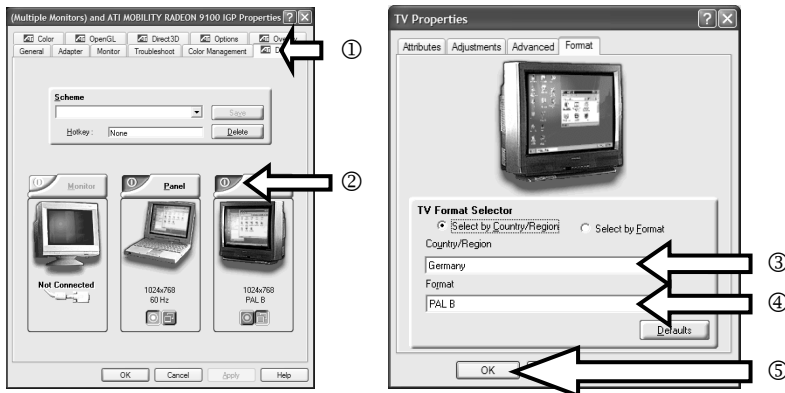 (Multiple Monitors) and ATI MOBILITY RADEON 9100 IGP Properties
Color OpenGL Direct3D Options
General Adapter Monitor Troubleshoot Color Management
①
Scheme
Save
Hotkey: None Delete
②
Monitor Panel
Not Connected
1024x768
60 Hz
1024x768
PAL B
OK Cancel Apply Help
TV Properties
Attributes Adjustments Advanced Format
TV Format Selector
Select by Country/Region Select by Format
Country/Region
Germany
③
Format
PAL B
④
Defaults
OK
⑤